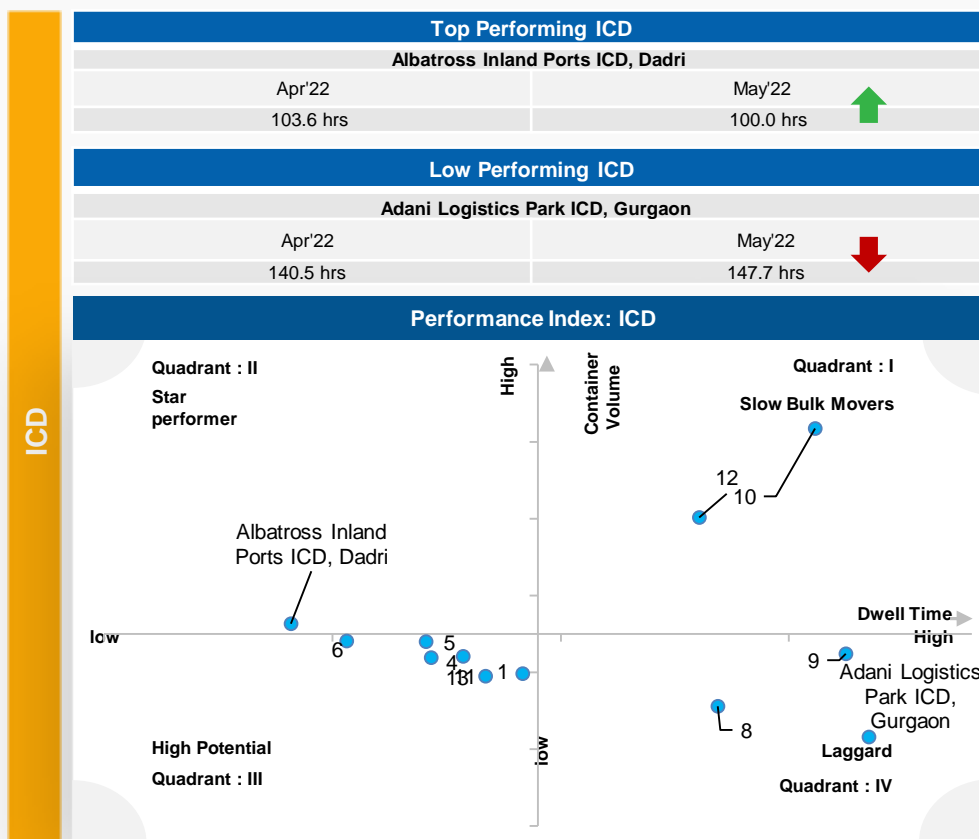 ICD
Top Performing ICD
Albatross Inland Ports ICD, Dadri
Apr'22 May'22
103.6 hrs 100.0 hrs
Low Performing ICD
Adani Logistics Park ICD, Gurgaon
Apr'22 May'22
140.5 hrs 147.7 hrs
Performance Index: ICD
Quadrant : II
Star
performer
High
Container
Volume
Quadrant : I
Slow Bulk Movers
12
10
Albatross Inland
Ports ICD, Dadri
Dwell Time
High
low
6
5
4
11
13
1
9
Adani Logistics
Park ICD,
Gurgaon
8
low
High Potential
Quadrant : III
Laggard
Quadrant : IV